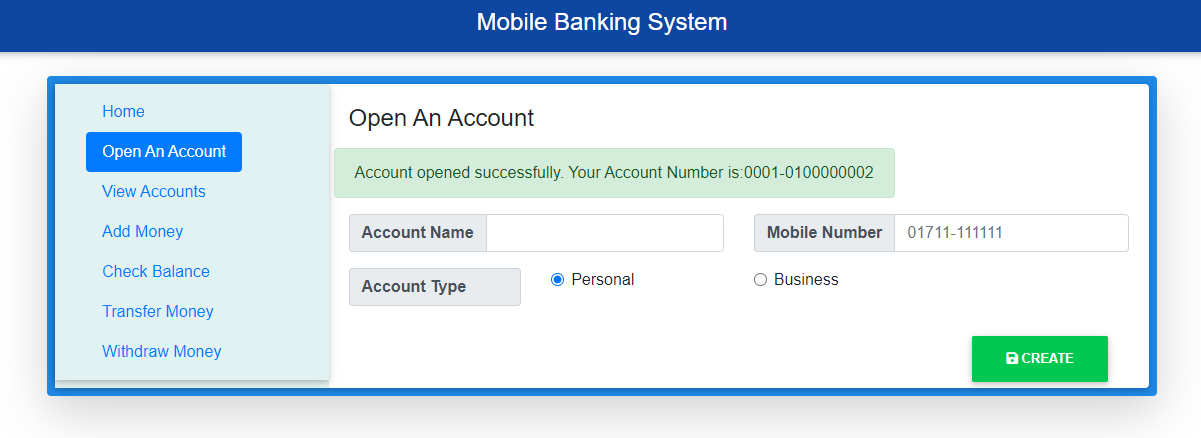 Mobile Banking System
Home
Open An Account
View Accounts
Add Money
Check Balance
Transfer Money
Withdraw Money
Open An Account
Account opened successfully. Your Account Number is:0001-0100000002
Account Name
Mobile Number 01711-111111
Account Type Personal Business
CREATE